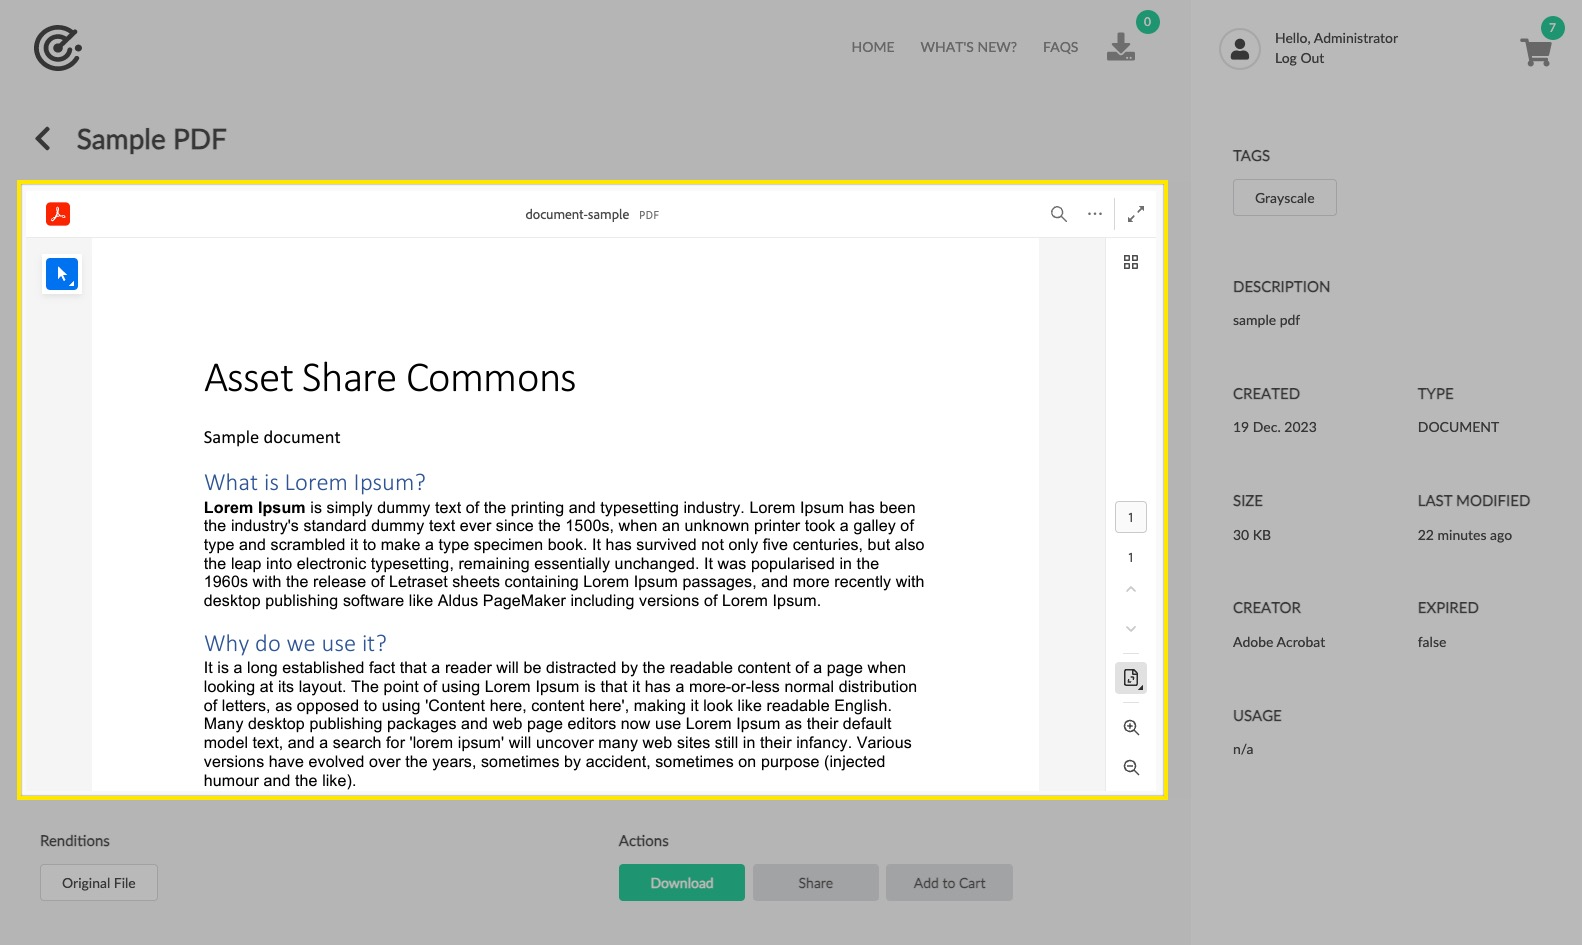 HOME WHAT'S NEW? FAQS 0
Hello, Administrator
Log Out
7
Sample PDF
document-sample PDF
Asset Share Commons
Sample document
What is Lorem Ipsum?
Lorem Ipsum is simply dummy text of the printing and typesetting industry. Lorem Ipsum has been
the industry's standard dummy text ever since the 1500s, when an unknown printer took a galley of
type and scrambled it to make a type specimen book. It has survived not only five centuries, but also
the leap into electronic typesetting, remaining essentially unchanged. It was popularised in the
1960s with the release of Letraset sheets containing Lorem Ipsum passages, and more recently with
desktop publishing software like Aldus PageMaker including versions of Lorem Ipsum.
Why do we use it?
It is a long established fact that a reader will be distracted by the readable content of a page when
looking at its layout. The point of using Lorem Ipsum is that it has a more-or-less normal distribution
of letters, as opposed to using 'Content here, content here', making it look like readable English.
Many desktop publishing packages and web page editors now use Lorem Ipsum as their default
model text, and a search for 'lorem ipsum' will uncover many web sites still in their infancy. Various
versions have evolved over the years, sometimes by accident, sometimes on purpose (injected
humour and the like).
1
1
Renditions
Original File
Actions
Download Share Add to Cart
TAGS
Grayscale
DESCRIPTION
sample pdf
CREATED TYPE
19 Dec. 2023 DOCUMENT
SIZE LAST MODIFIED
30 KB 22 minutes ago
CREATOR EXPIRED
Adobe Acrobat false
USAGE
n/a